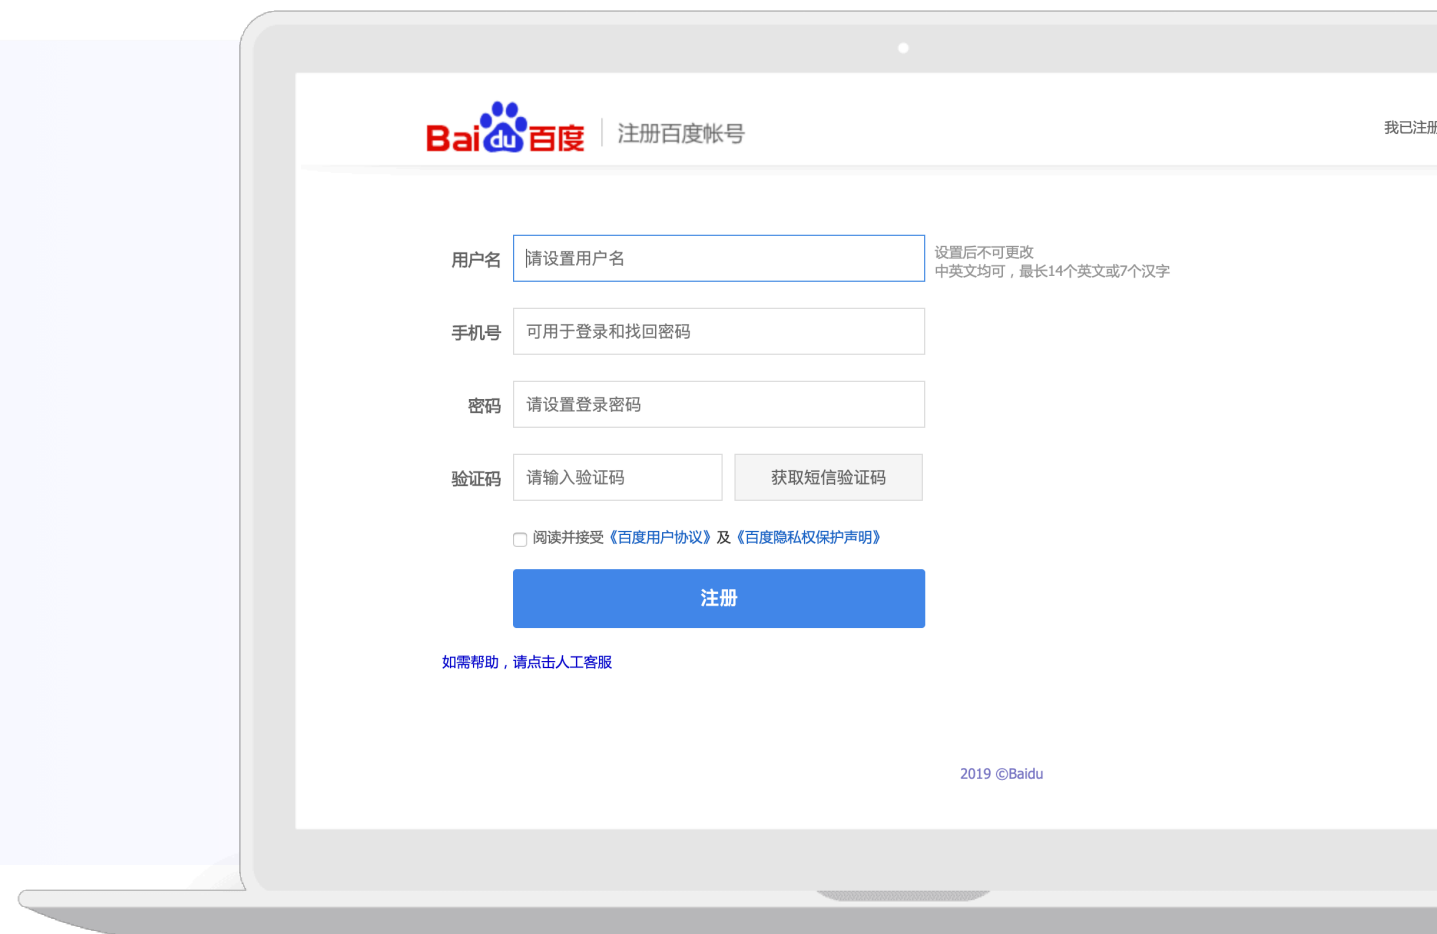 Baidu百度 注册百度帐号
我已注册
用户名 请设置用户名 设置后不可更改
中英文均可，最长14个英文或7个汉字
手机号 可用于登录和找回密码
密码 请设置登录密码
验证码 请输入验证码 获取短信验证码
阅读并接受《百度用户协议》及《百度隐私权保护声明》
注册
如需帮助，请点击人工客服
2019 ©Baidu